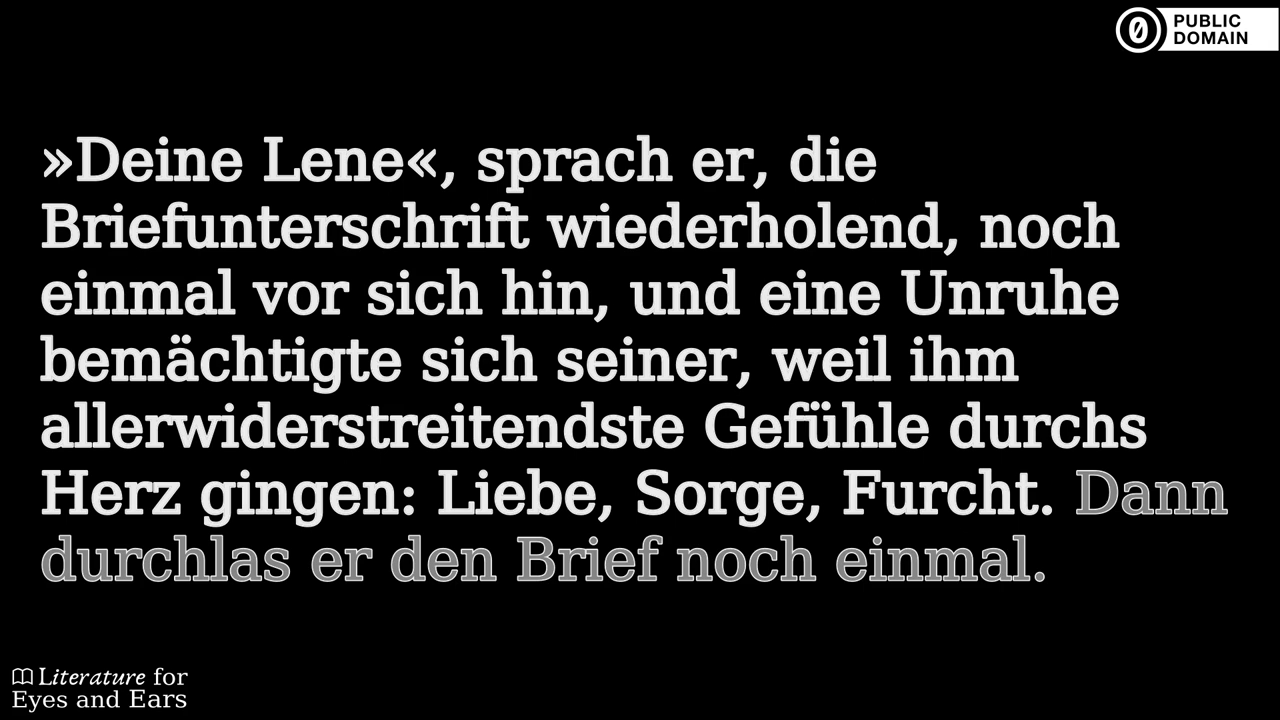 PUBLIC
DOMAIN
»Deine Lene«, sprach er, die
Briefunterschrift wiederholend, noch
einmal vor sich hin, und eine Unruhe
bemächtigte sich seiner, weil ihm
allerwiderstreitendste Gefühle durchs
Herz gingen: Liebe, Sorge, Furcht. Dann
durchlas er den Brief noch einmal.
Literature for
Eyes and Ears